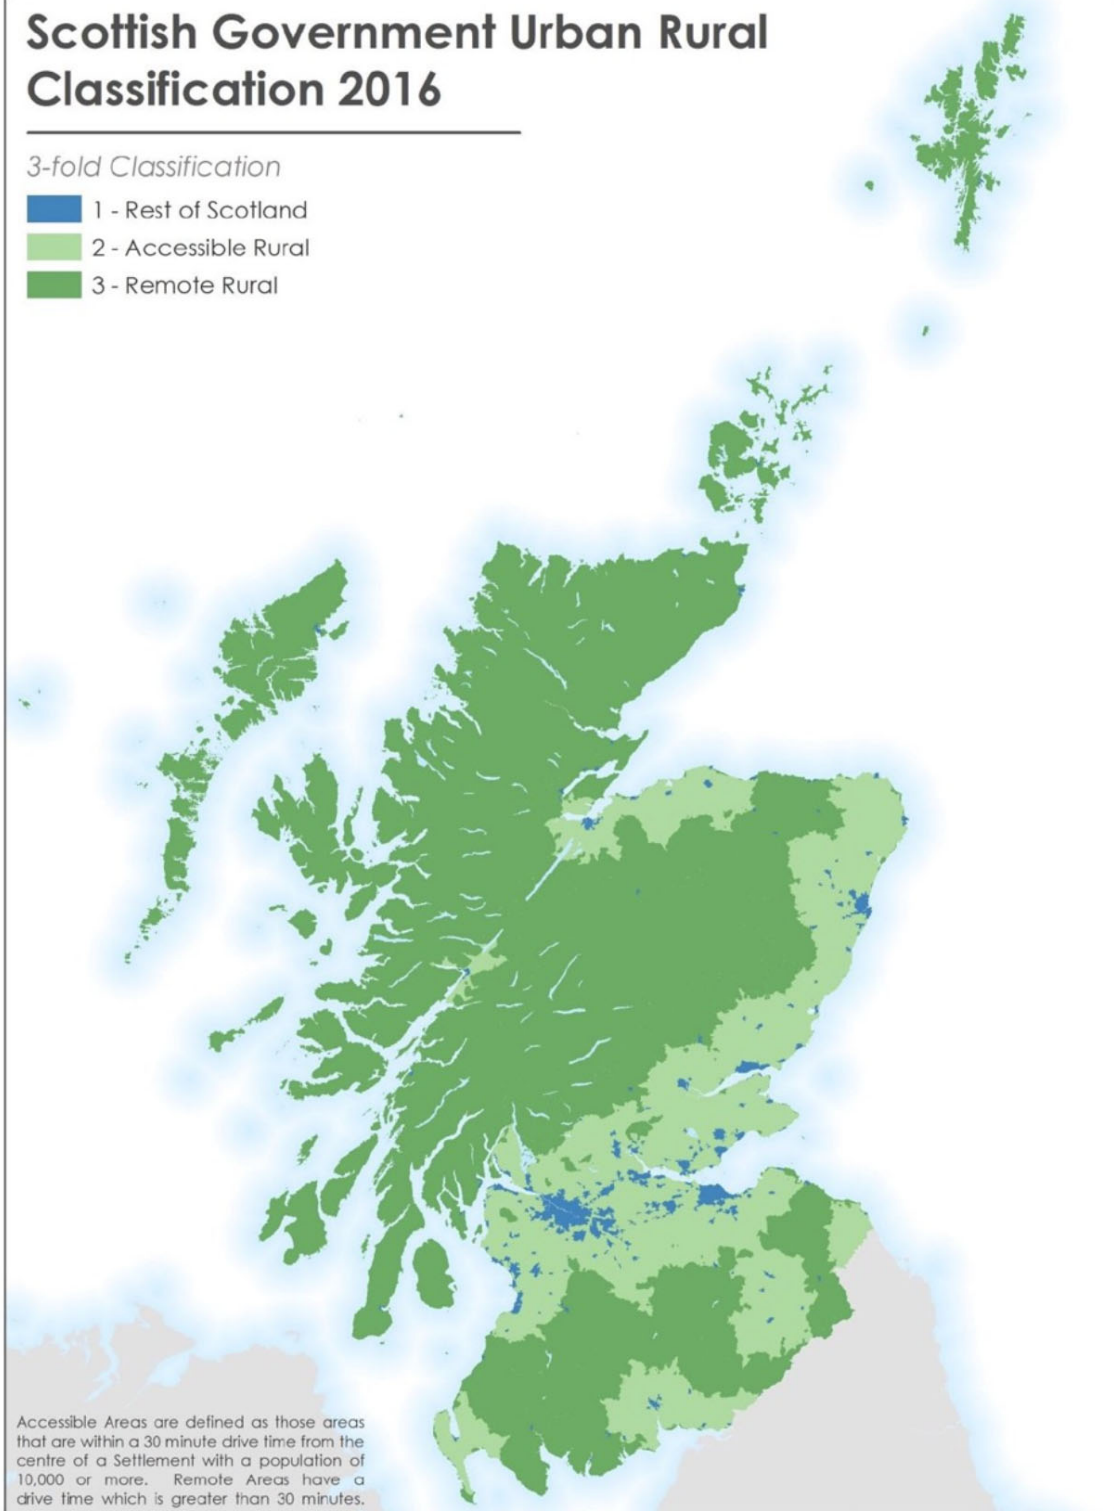 Scottish Government Urban Rural
Classification 2016
3-fold Classification
1 - Rest of Scotland
2 - Accessible Rural
3 - Remote Rural
Accessible Areas are defined as those areas
that are within a 30 minute drive time from the
centre of a Settlement with a population of
10,000 or more. Remote Areas have a
drive time which is greater than 30 minutes.